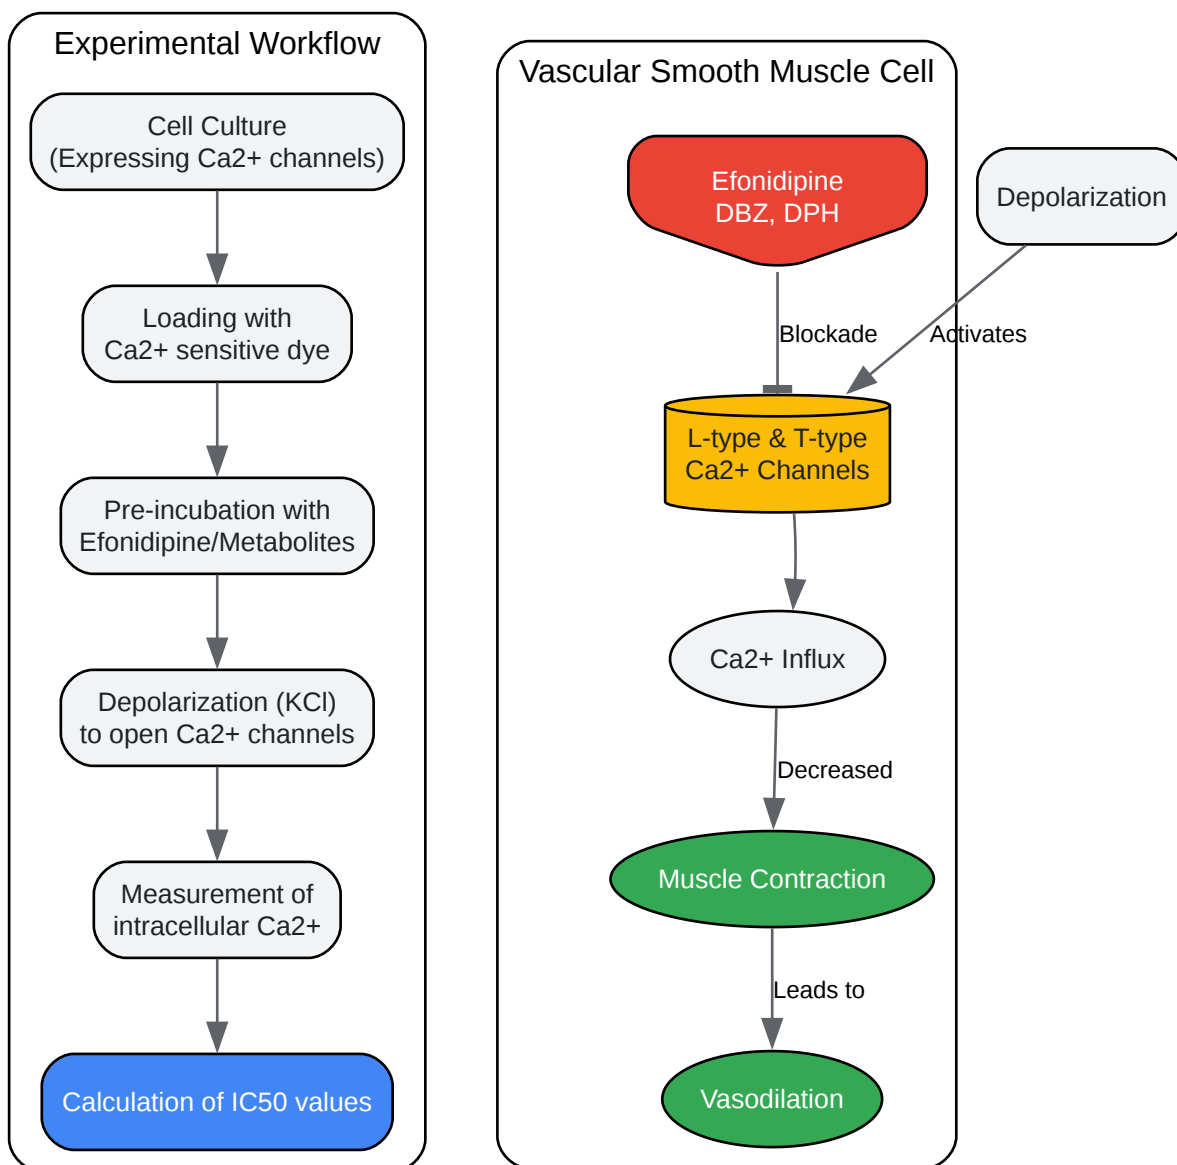 Experimental Workflow
Cell Culture
(Expressing Ca2+ channels)
Loading with
Ca2+ sensitive dye
Pre-incubation with
Efonidipine/Metabolites
Depolarization (KCl)
to open Ca2+ channels
Measurement of
intracellular Ca2+
Calculation of IC50 values
Vascular Smooth Muscle Cell
Efonidipine
DBZ, DPH
Depolarization
Blockade
Activates
L-type & T-type
Ca2+ Channels
Ca2+ Influx
Decreased
Muscle Contraction
Leads to
Vasodilation